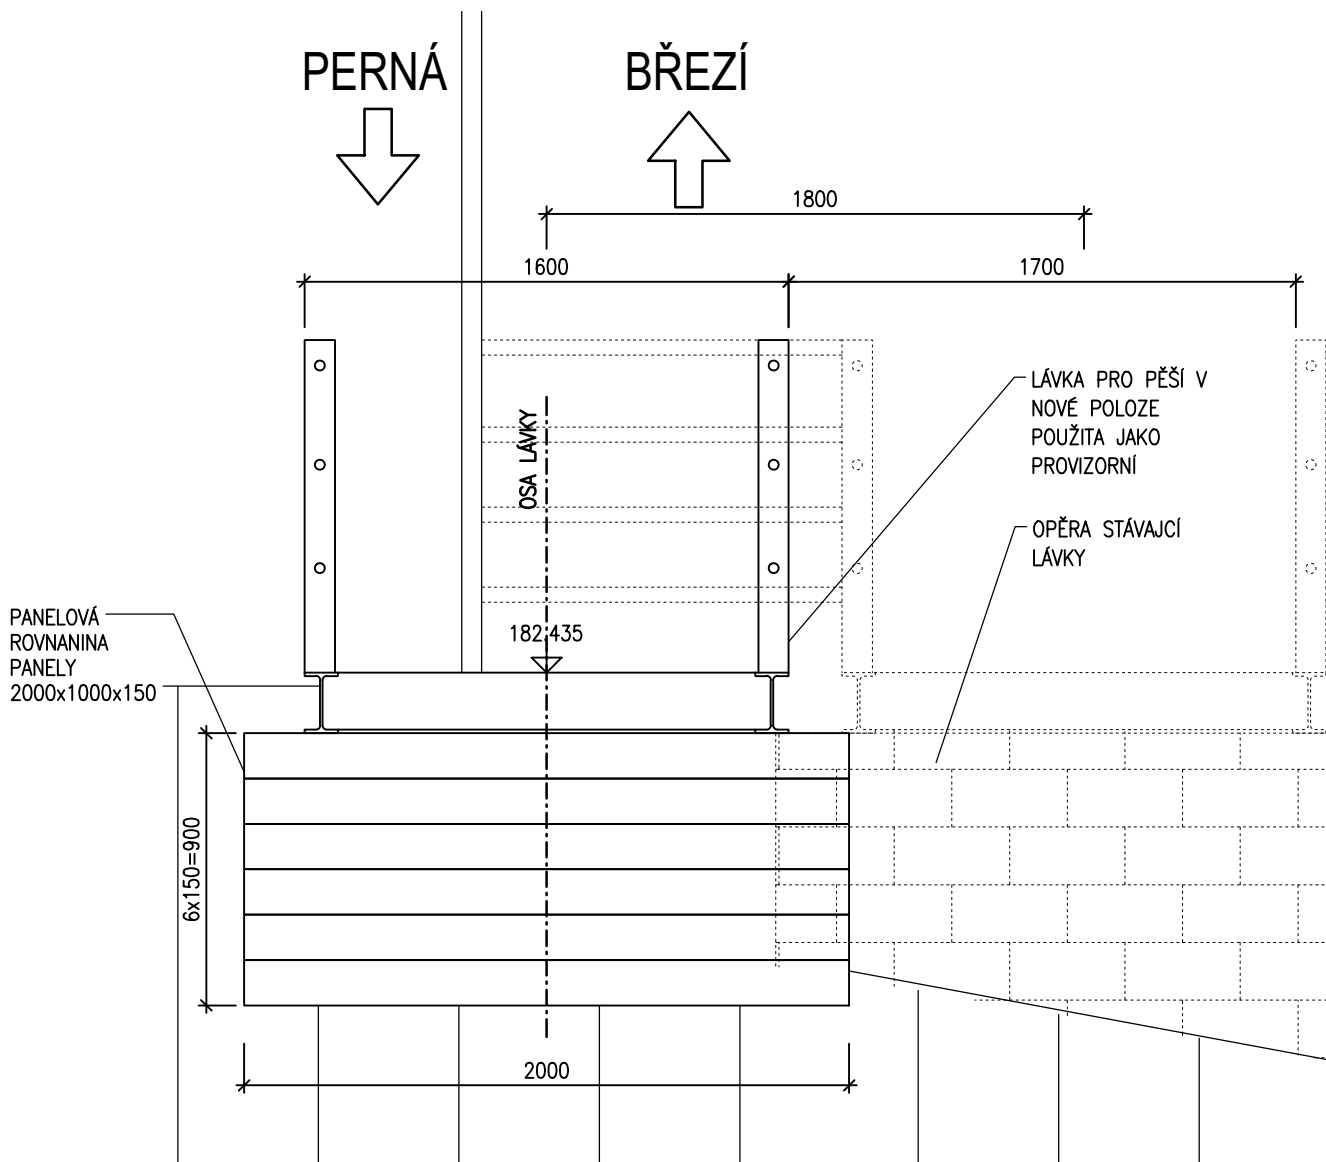 PERNÁ
BŘEZÍ
1800
1600
1700
LÁVKA PRO PĚŠÍ V
NOVÉ POLOZE
POUŽITA JAKO
PROVIZORNÍ
OSA LÁVKY
OPĚRA STÁVAJCÍ
LÁVKY
182.435
PANELOVÁ
ROVNANINA
PANELY
2000x1000x150
6x150=900
2000